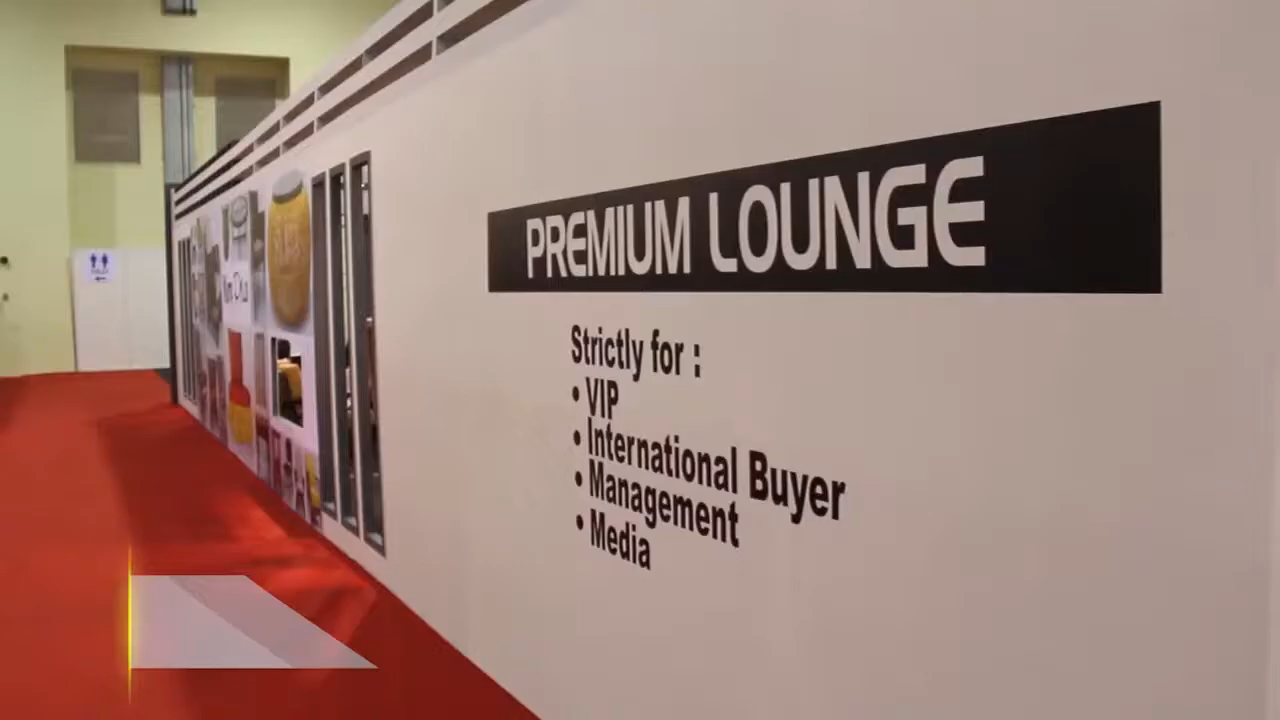 PREMIUM LOUNGE
Strictly for :
• VIP
• International Buyer
• Management
• Media